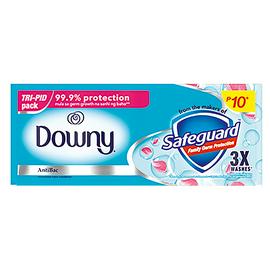 TRI-PID
pack
99.9% protection
mula sa germ growth na sanhi ng baho**
₱10*
from the makers of
Downy
Safeguard
Family Germ Protection
AntiBac
3X
WASHES